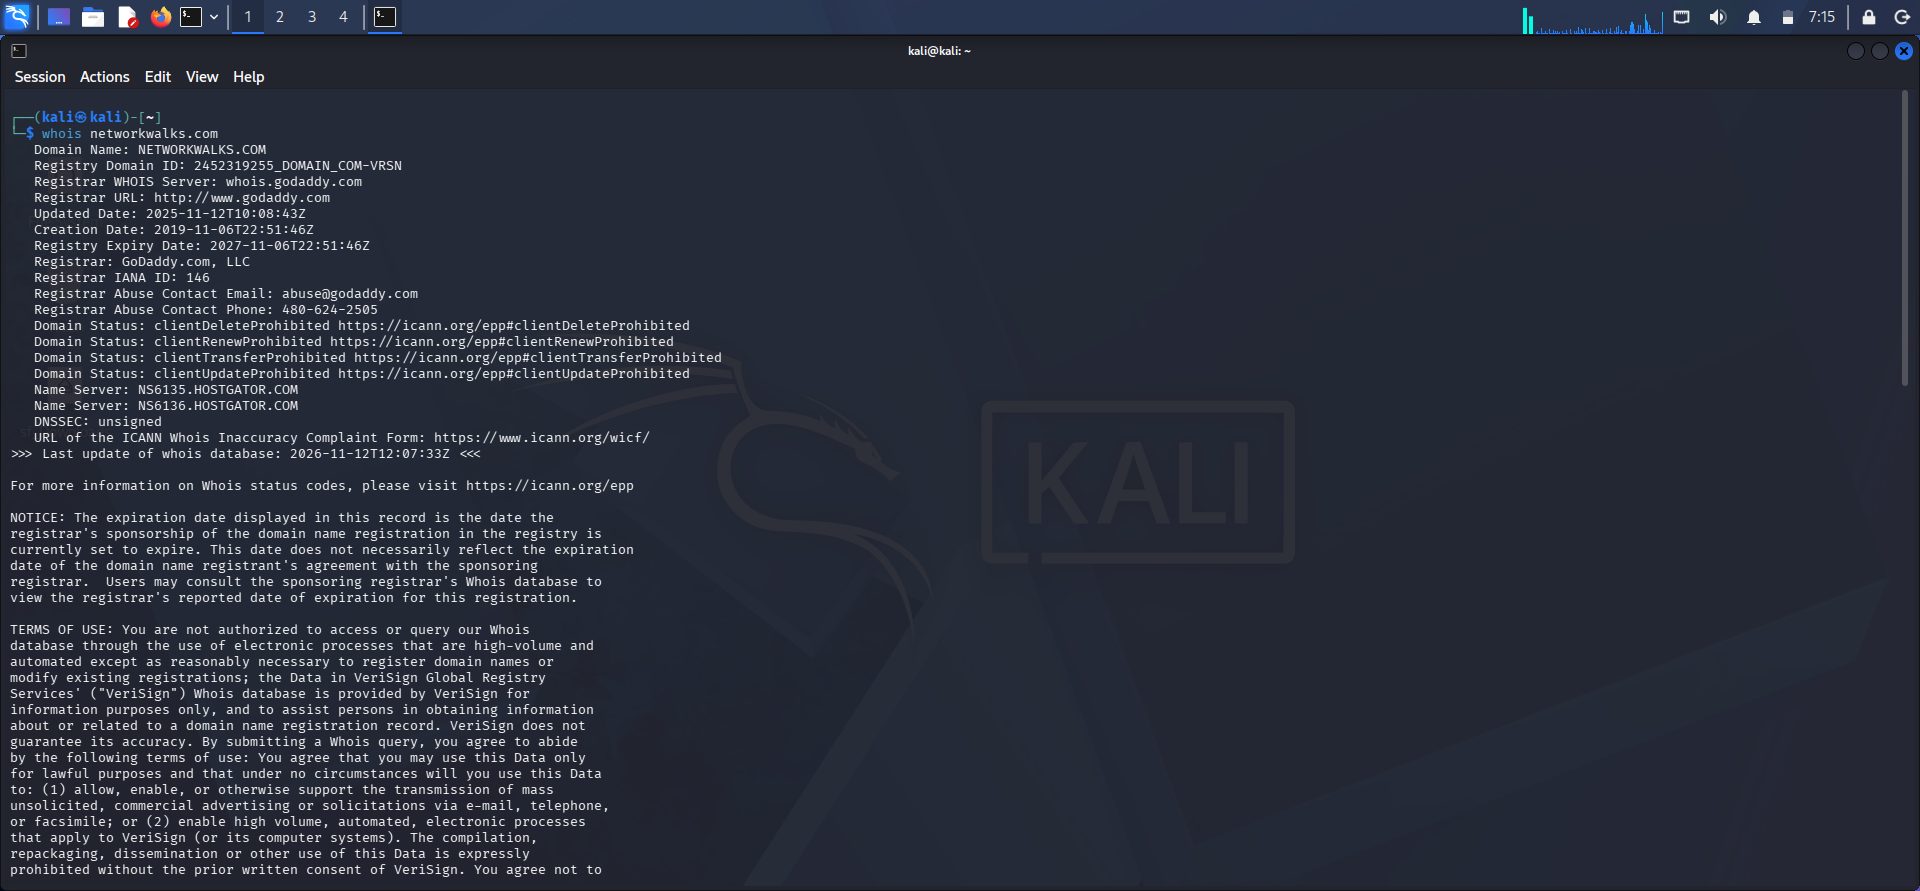 1 2 3 4 7:15
kali@kali: ~
Session Actions Edit View Help
┌──(kali㉿kali)-[~]
└─$ whois networkwalks.com
Domain Name: NETWORKWALKS.COM
Registry Domain ID: 2452319255_DOMAIN_COM-VRSN
Registrar WHOIS Server: whois.godaddy.com
Registrar URL: http://www.godaddy.com
Updated Date: 2025-11-12T10:08:43Z
Creation Date: 2019-11-06T22:51:46Z
Registry Expiry Date: 2027-11-06T22:51:46Z
Registrar: GoDaddy.com, LLC
Registrar IANA ID: 146
Registrar Abuse Contact Email: abuse@godaddy.com
Registrar Abuse Contact Phone: 480-624-2505
Domain Status: clientDeleteProhibited https://icann.org/epp#clientDeleteProhibited
Domain Status: clientRenewProhibited https://icann.org/epp#clientRenewProhibited
Domain Status: clientTransferProhibited https://icann.org/epp#clientTransferProhibited
Domain Status: clientUpdateProhibited https://icann.org/epp#clientUpdateProhibited
Name Server: NS6135.HOSTGATOR.COM
Name Server: NS6136.HOSTGATOR.COM
DNSSEC: unsigned
URL of the ICANN Whois Inaccuracy Complaint Form: https://www.icann.org/wicf/
>>> Last update of whois database: 2026-11-12T12:07:33Z <<<
For more information on Whois status codes, please visit https://icann.org/epp
NOTICE: The expiration date displayed in this record is the date the
registrar's sponsorship of the domain name registration in the registry is
currently set to expire. This date does not necessarily reflect the expiration
date of the domain name registrant's agreement with the sponsoring
registrar.  Users may consult the sponsoring registrar's Whois database to
view the registrar's reported date of expiration for this registration.
TERMS OF USE: You are not authorized to access or query our Whois
database through the use of electronic processes that are high-volume and
automated except as reasonably necessary to register domain names or
modify existing registrations; the Data in VeriSign Global Registry
Services' ("VeriSign") Whois database is provided by VeriSign for
information purposes only, and to assist persons in obtaining information
about or related to a domain name registration record. VeriSign does not
guarantee its accuracy. By submitting a Whois query, you agree to abide
by the following terms of use: You agree that you may use this Data only
for lawful purposes and that under no circumstances will you use this Data
to: (1) allow, enable, or otherwise support the transmission of mass
unsolicited, commercial advertising or solicitations via e-mail, telephone,
or facsimile; or (2) enable high volume, automated, electronic processes
that apply to VeriSign (or its computer systems). The compilation,
repackaging, dissemination or other use of this Data is expressly
prohibited without the prior written consent of VeriSign. You agree not to
KALI